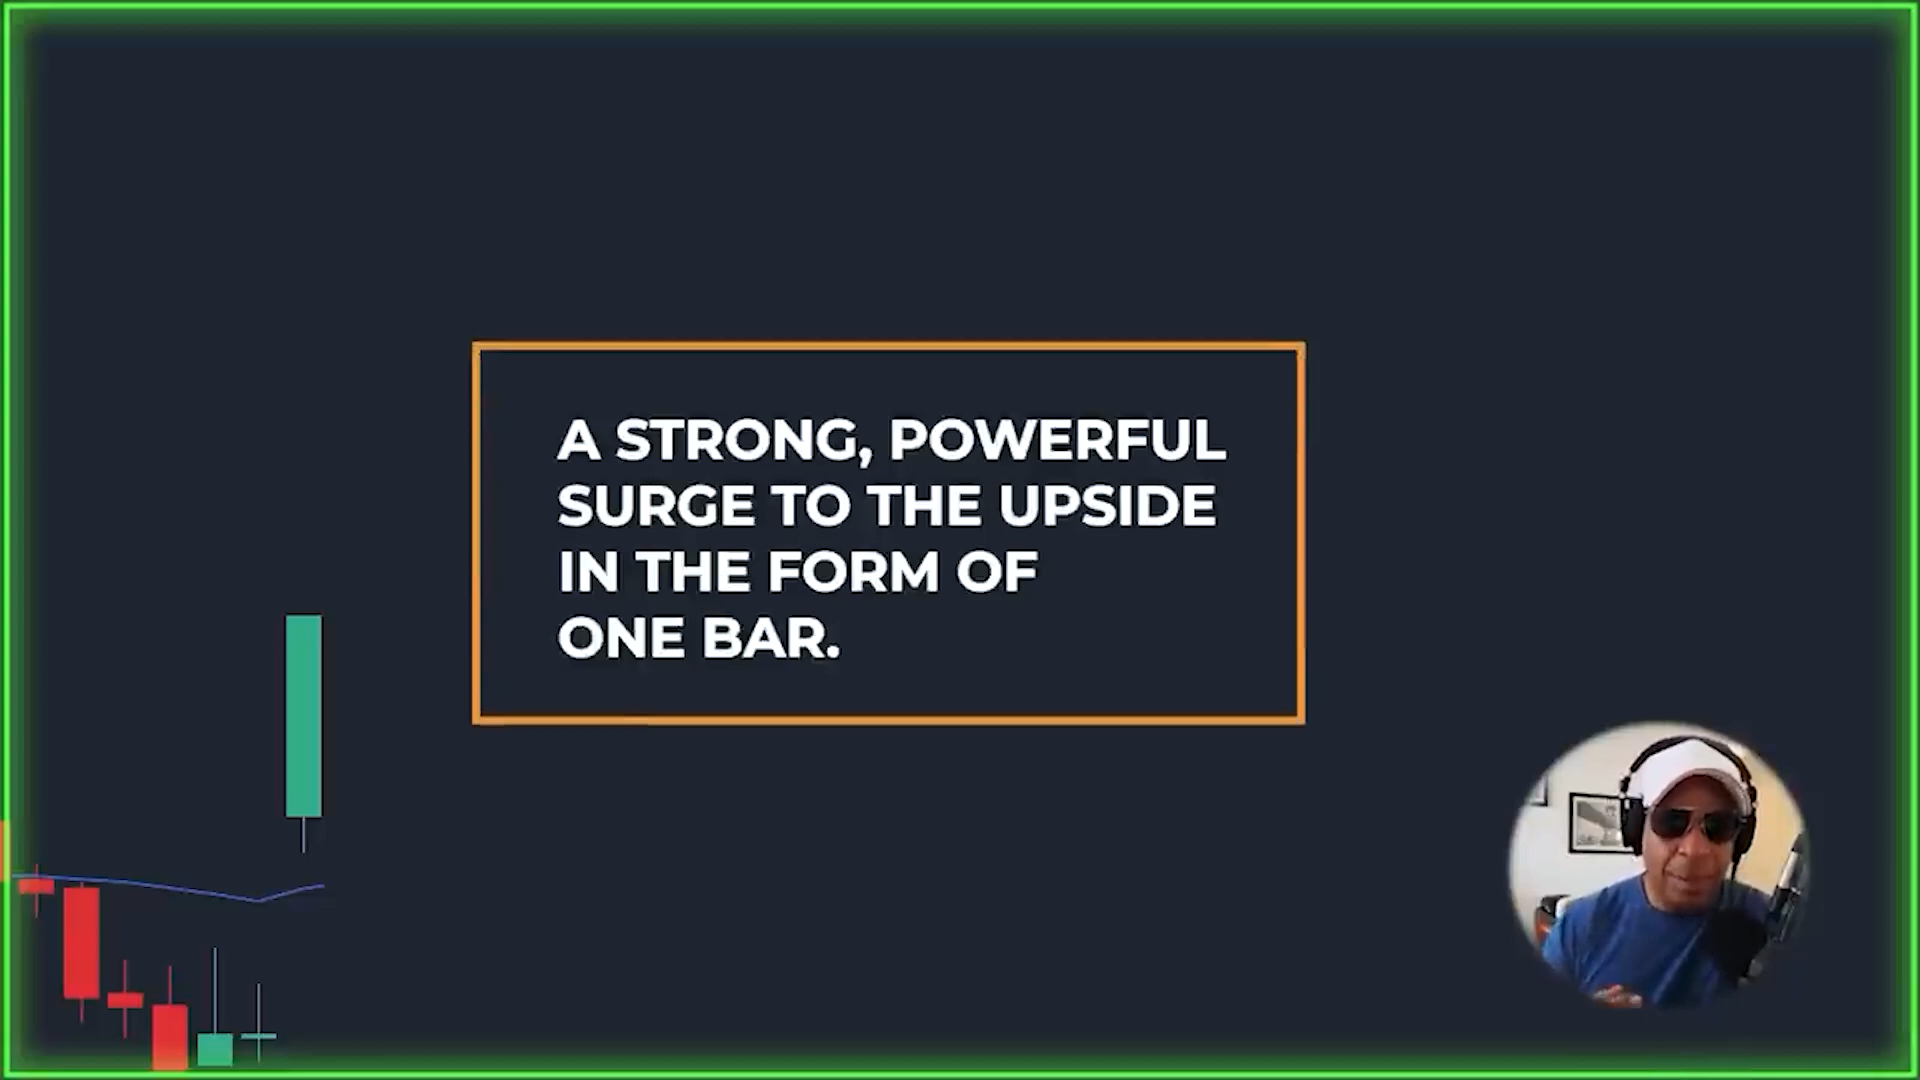 A STRONG, POWERFUL
SURGE TO THE UPSIDE
IN THE FORM OF
ONE BAR.